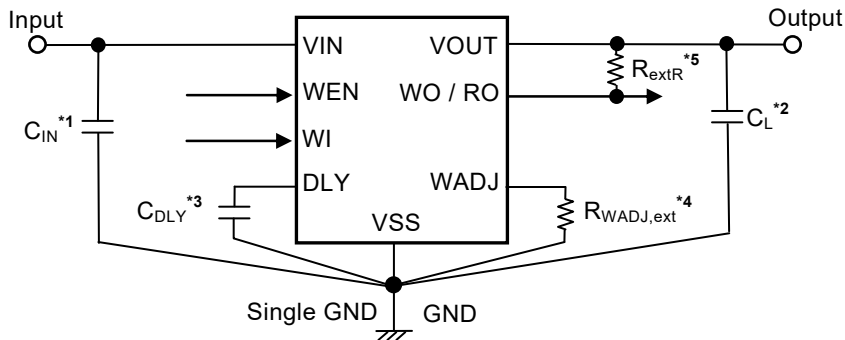 Input
Output
VIN
VOUT
R_extR *5
WEN
WO / RO
C_IN *1
C_L *2
WI
DLY
WADJ
C_DLY *3
R_WADJ,ext *4
VSS
Single GND
GND